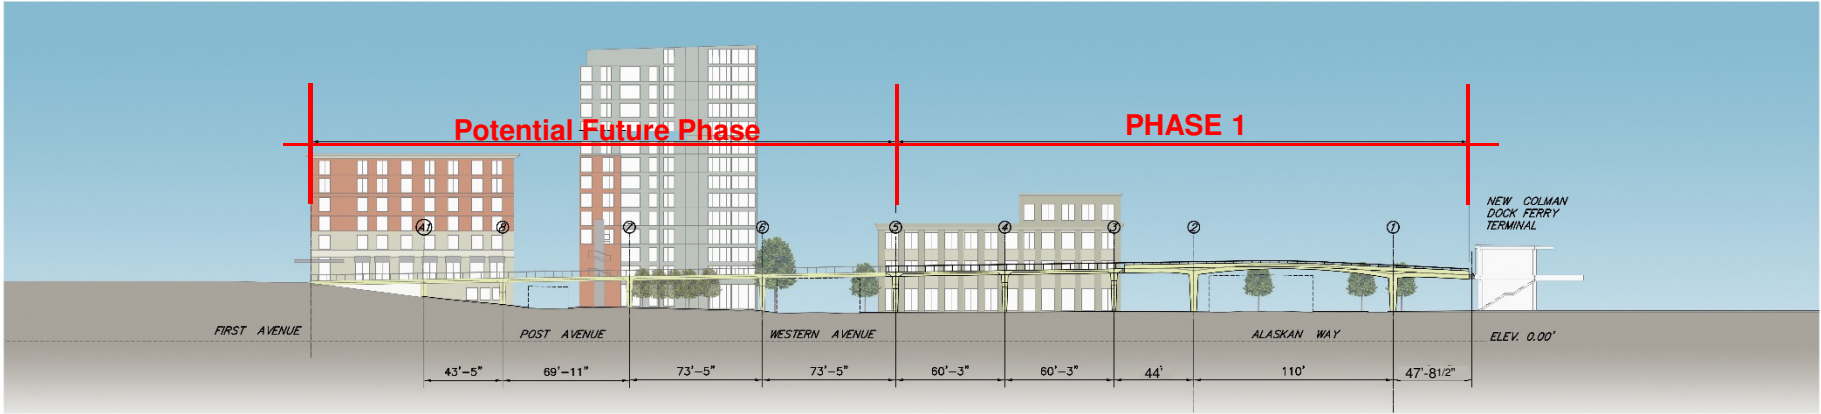 Potential Future Phase
PHASE 1
NEW COLMAN
DOCK FERRY
TERMINAL
A1
8
7
6
5
4
3
2
1
FIRST AVENUE
POST AVENUE
WESTERN AVENUE
ALASKAN WAY
ELEV. 0.00'
43'-5"
69'-11"
73'-5"
73'-5"
60'-3"
60'-3"
44'
110'
47'-8 1/2"